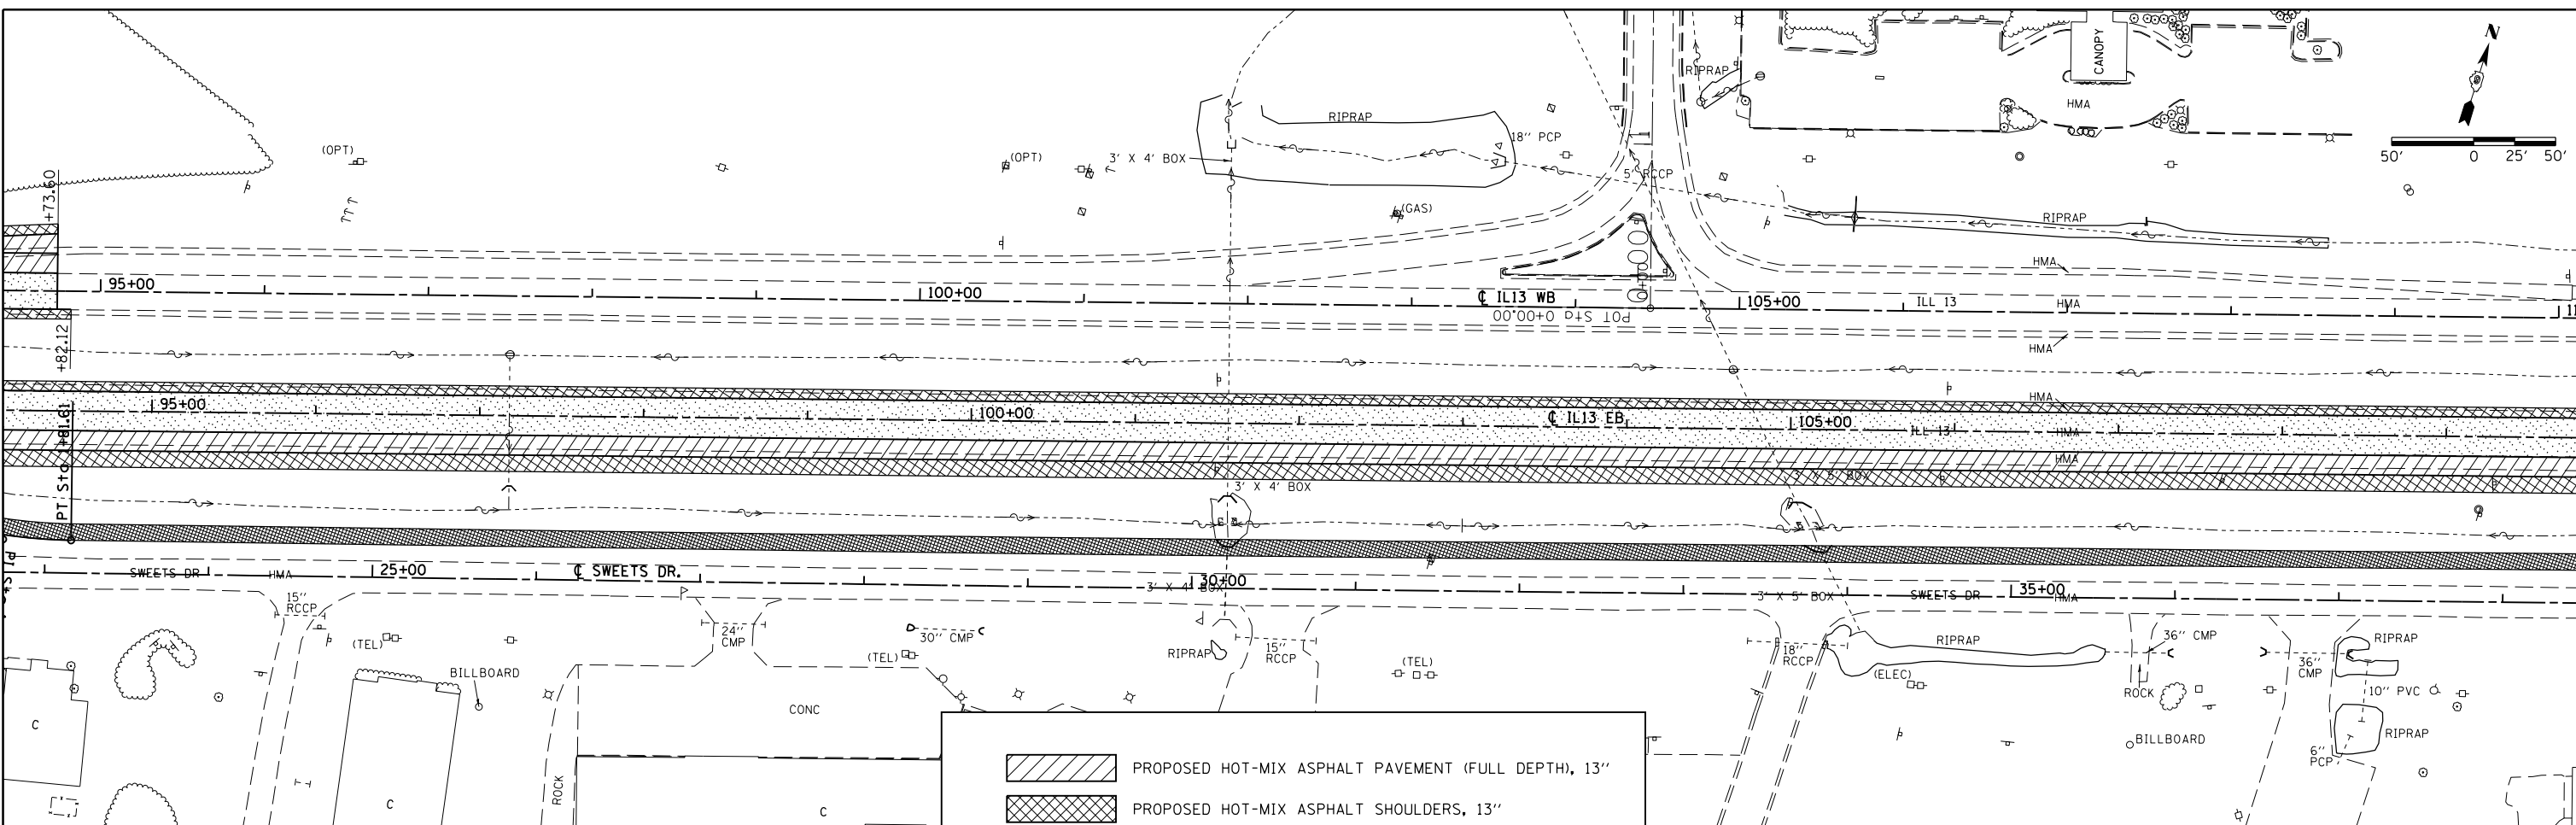 CANOPY
N
RIPRAP
HMA
RIPRAP
18" PCP
(OPT)
(OPT)
3' X 4' BOX
50'
0
25'
50'
5' RCCP
+73.60
(GAS)
RIPRAP
HMA
95+00
100+00
℄ IL13 WB
105+00
ILL 13
HMA
POT Sta 0+00.00
+82.12
HMA
HMA
95+00
100+00
℄ IL13 EB
105+00
ILL 13
HMA
HMA
PT Sta 1+81.61
3' X 4' BOX
3' X 5' BOX
SWEETS DR
HMA
25+00
℄ SWEETS DR.
30+00
3' X 4' BOX
3' X 5' BOX
SWEETS DR
35+00
HMA
15"
RCCP
24"
CMP
30" CMP
(TEL)
(TEL)
RIPRAP
15"
RCCP
(TEL)
18"
RCCP
RIPRAP
36" CMP
RIPRAP
(ELEC)
36"
CMP
BILLBOARD
ROCK
10" PVC
C
CONC
BILLBOARD
RIPRAP
6"
PCP
ROCK
C
C
PROPOSED HOT-MIX ASPHALT PAVEMENT (FULL DEPTH), 13"
PROPOSED HOT-MIX ASPHALT SHOULDERS, 13"